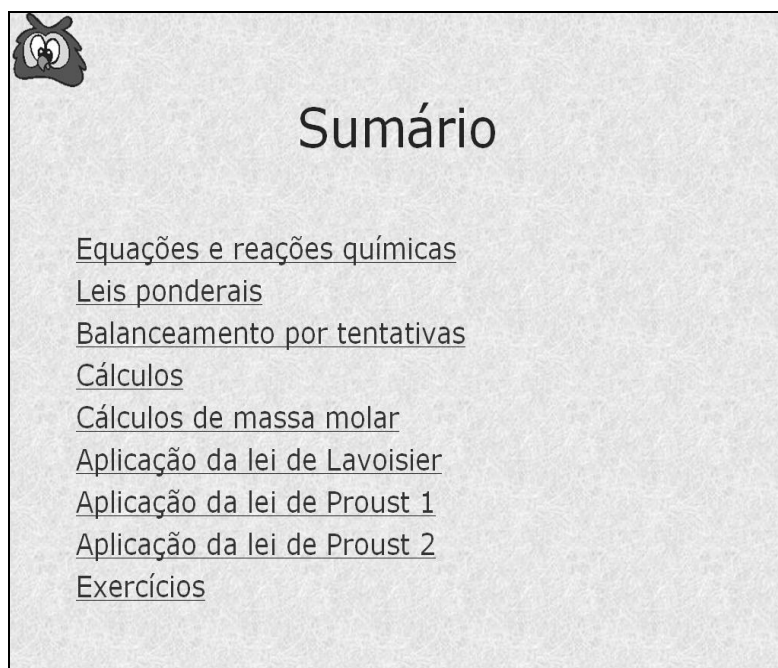 Sumário
Equações e reações químicas
Leis ponderais
Balanceamento por tentativas
Cálculos
Cálculos de massa molar
Aplicação da lei de Lavoisier
Aplicação da lei de Proust 1
Aplicação da lei de Proust 2
Exercícios